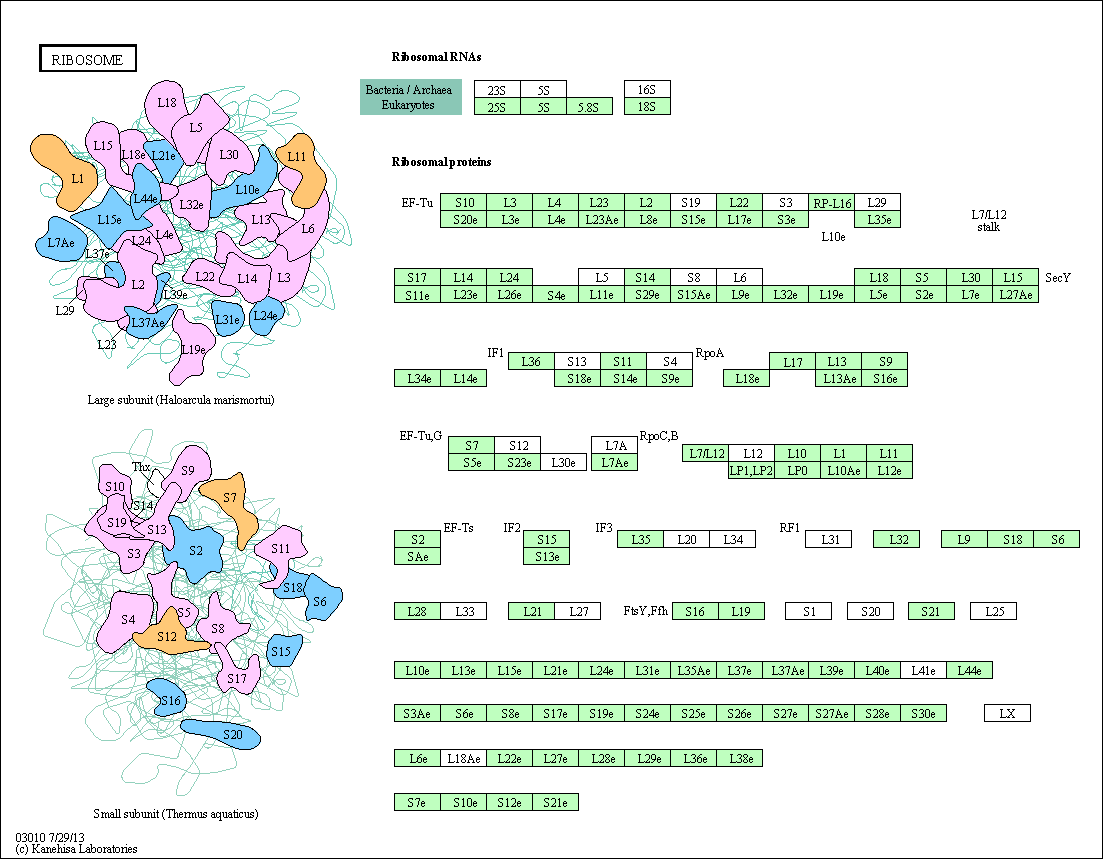 RIBOSOME
L18
L5
L15
L18e
L21e
L30
L11
L1
L44e
L10e
L32e
L15e
L13
L6
L7Ae
L24
L4e
L37e
L22
L14
L3
L2
L39e
L29
L37Ae
L31e
L24e
L23
L19e
Large subunit (Haloarcula marismortui)
Thx
S9
S10
S7
S14
S19
S13
S3
S2
S11
S18
S6
S4
S5
S8
S12
S15
S17
S16
S20
Small subunit (Thermus aquaticus)
03010 7/29/13
(c) Kanehisa Laboratories
Ribosomal RNAs
Bacteria / Archaea 23S 5S 16S
Eukaryotes 25S 5S 5.8S 18S
Ribosomal proteins
EF-Tu S10 L3 L4 L23 L2 S19 L22 S3 RP-L16 L29
S20e L3e L4e L23Ae L8e S15e L17e S3e L35e
L10e
L7/L12
stalk
S17 L14 L24 L5 S14 S8 L6 L18 S5 L30 L15 SecY
S11e L23e L26e S4e L11e S29e S15Ae L9e L32e L19e L5e S2e L7e L27Ae
IF1 L36 S13 S11 S4 RpoA L17 L13 S9
L34e L14e S18e S14e S9e L18e L13Ae S16e
EF-Tu,G S7 S12 L7A RpoC,B L7/L12 L12 L10 L1 L11
S5e S23e L30e L7Ae LP1,LP2 LP0 L10Ae L12e
S2 EF-Ts IF2 S15 IF3 L35 L20 L34 RF1 L31 L32 L9 S18 S6
SAe S13e
L28 L33 L21 L27 FtsY,Ffh S16 L19 S1 S20 S21 L25
L10e L13e L15e L21e L24e L31e L35Ae L37e L37Ae L39e L40e L41e L44e
S3Ae S6e S8e S17e S19e S24e S25e S26e S27e S27Ae S28e S30e LX
L6e L18Ae L22e L27e L28e L29e L36e L38e
S7e S10e S12e S21e